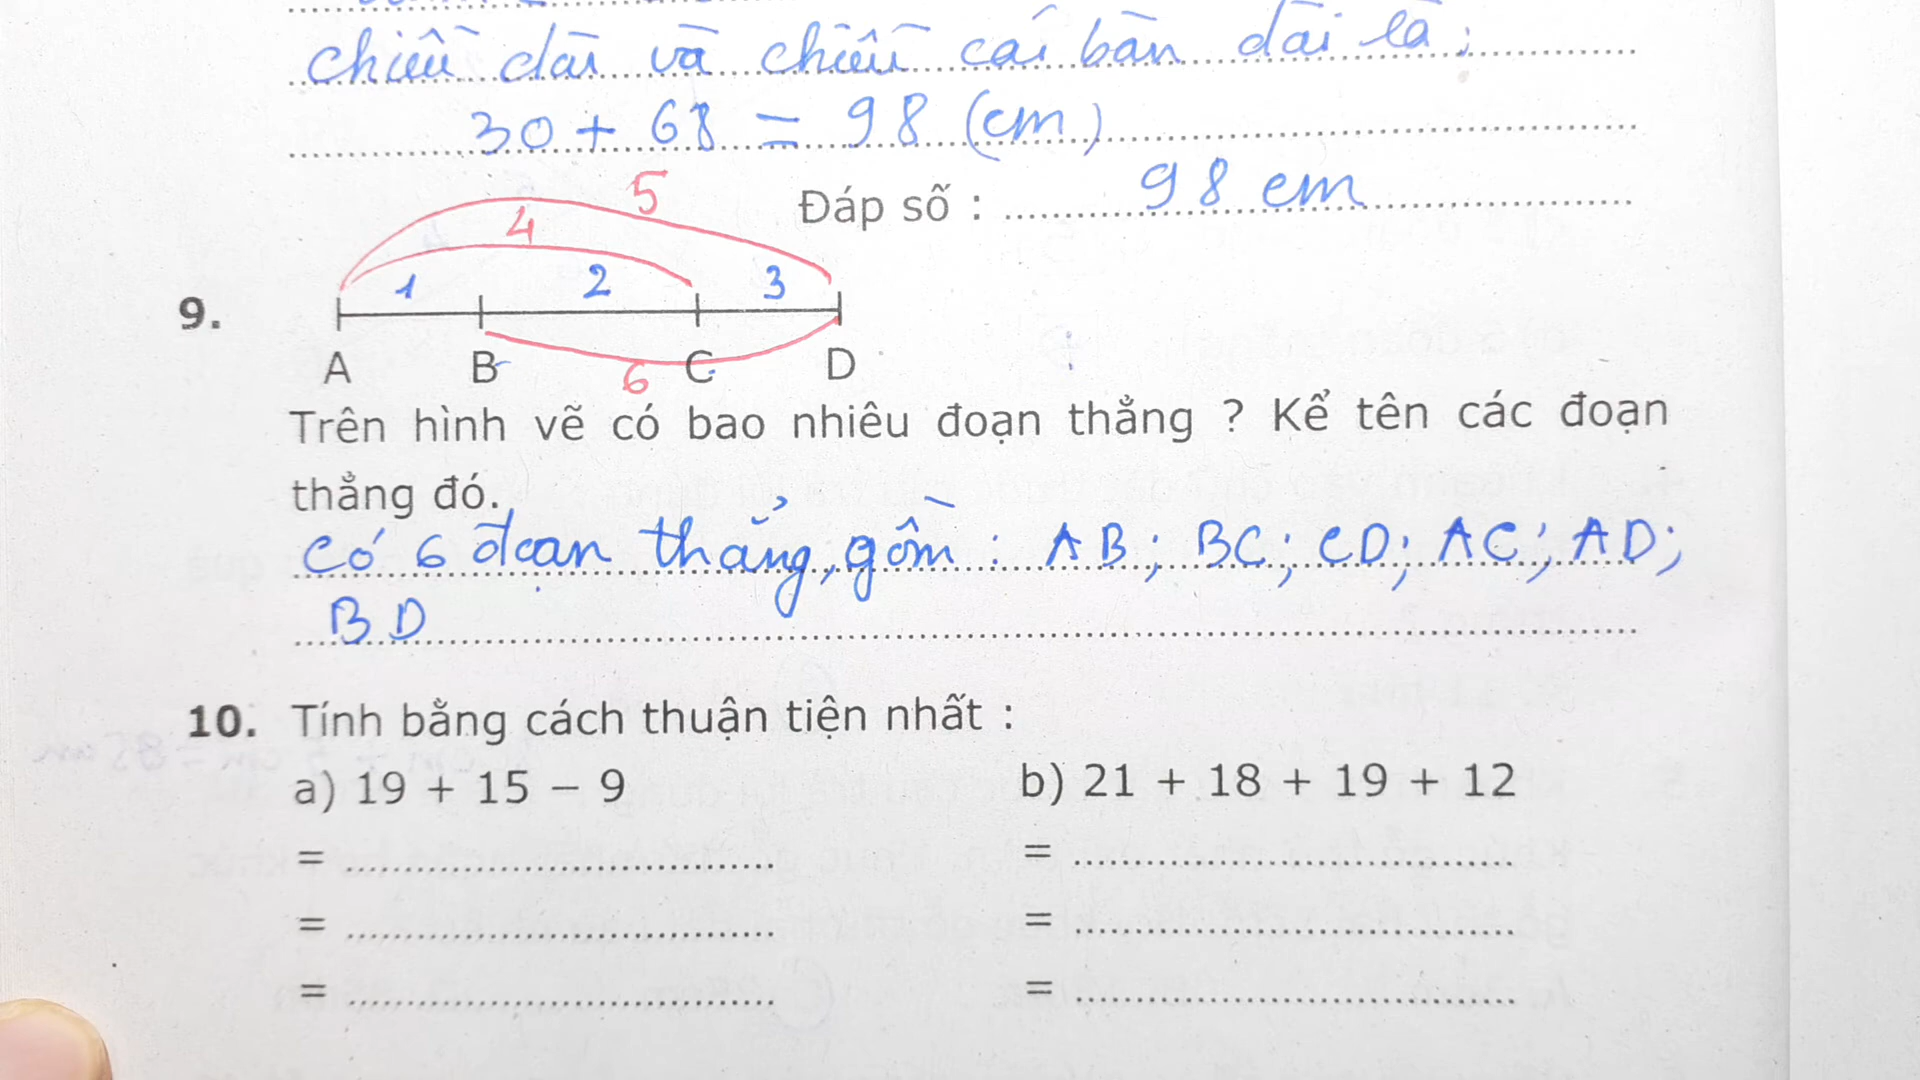 chiều dài và chiều cái bàn dài là:
30 + 68 = 98 (cm)
Đáp số : 98 cm
5
4
1 2 3
9.
A B C D
6
Trên hình vẽ có bao nhiêu đoạn thẳng ? Kể tên các đoạn
thẳng đó.
Có 6 đoạn thẳng, gồm : AB; BC; CD; AC; AD;
BD
10. Tính bằng cách thuận tiện nhất :
a) 19 + 15 – 9 b) 21 + 18 + 19 + 12
= .................... = ....................
= .................... = ....................
= .................... = ....................